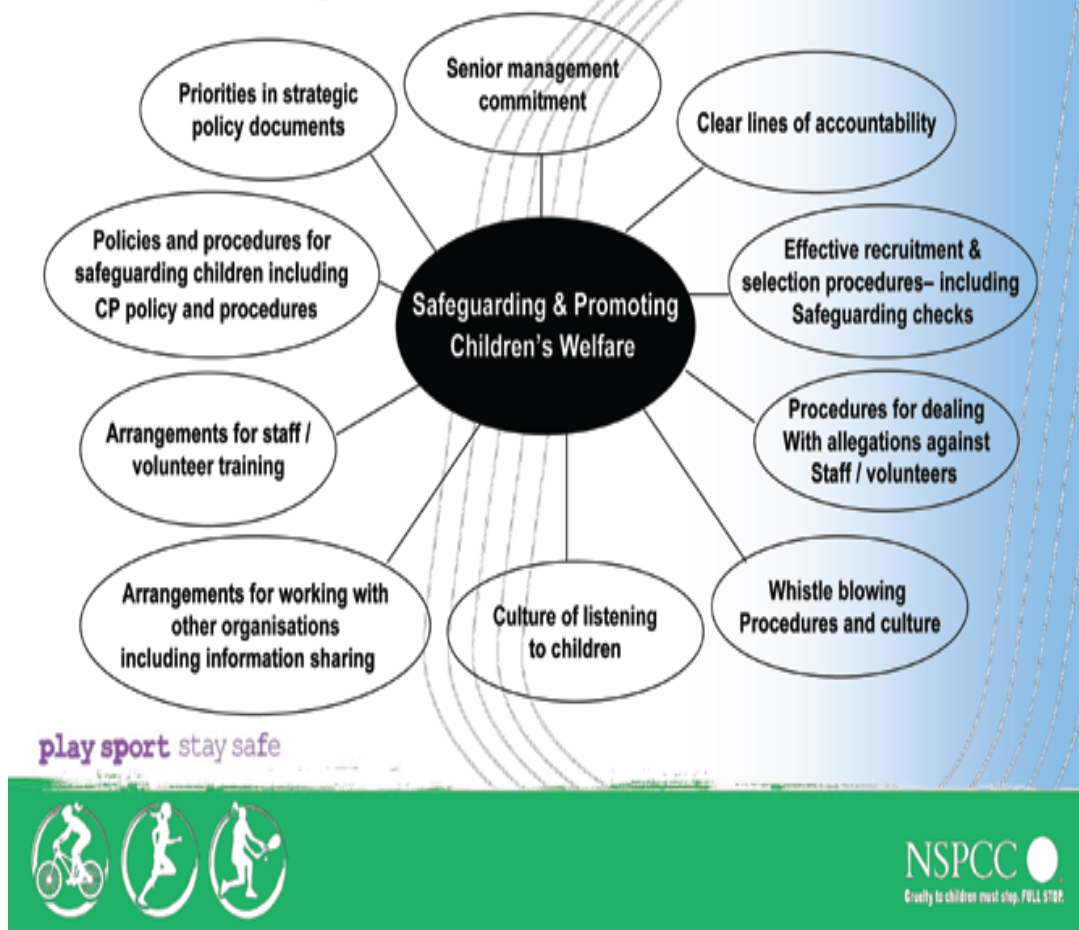 Senior management
commitment
Priorities in strategic
policy documents
Clear lines of accountability
Policies and procedures for
safeguarding children including
CP policy and procedures
Effective recruitment &
selection procedures– including
Safeguarding checks
Safeguarding & Promoting
Children's Welfare
Arrangements for staff /
volunteer training
Procedures for dealing
With allegations against
Staff / volunteers
Arrangements for working with
other organisations
including information sharing
Culture of listening
to children
Whistle blowing
Procedures and culture
play sport stay safe
NSPCC
Cruelty to children must stop. FULL STOP.